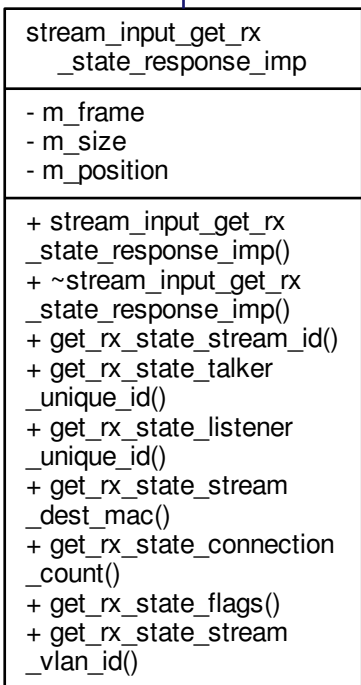 stream_input_get_rx
_state_response_imp
- m_frame
- m_size
- m_position
+ stream_input_get_rx
_state_response_imp()
+ ~stream_input_get_rx
_state_response_imp()
+ get_rx_state_stream_id()
+ get_rx_state_talker
_unique_id()
+ get_rx_state_listener
_unique_id()
+ get_rx_state_stream
_dest_mac()
+ get_rx_state_connection
_count()
+ get_rx_state_flags()
+ get_rx_state_stream
_vlan_id()